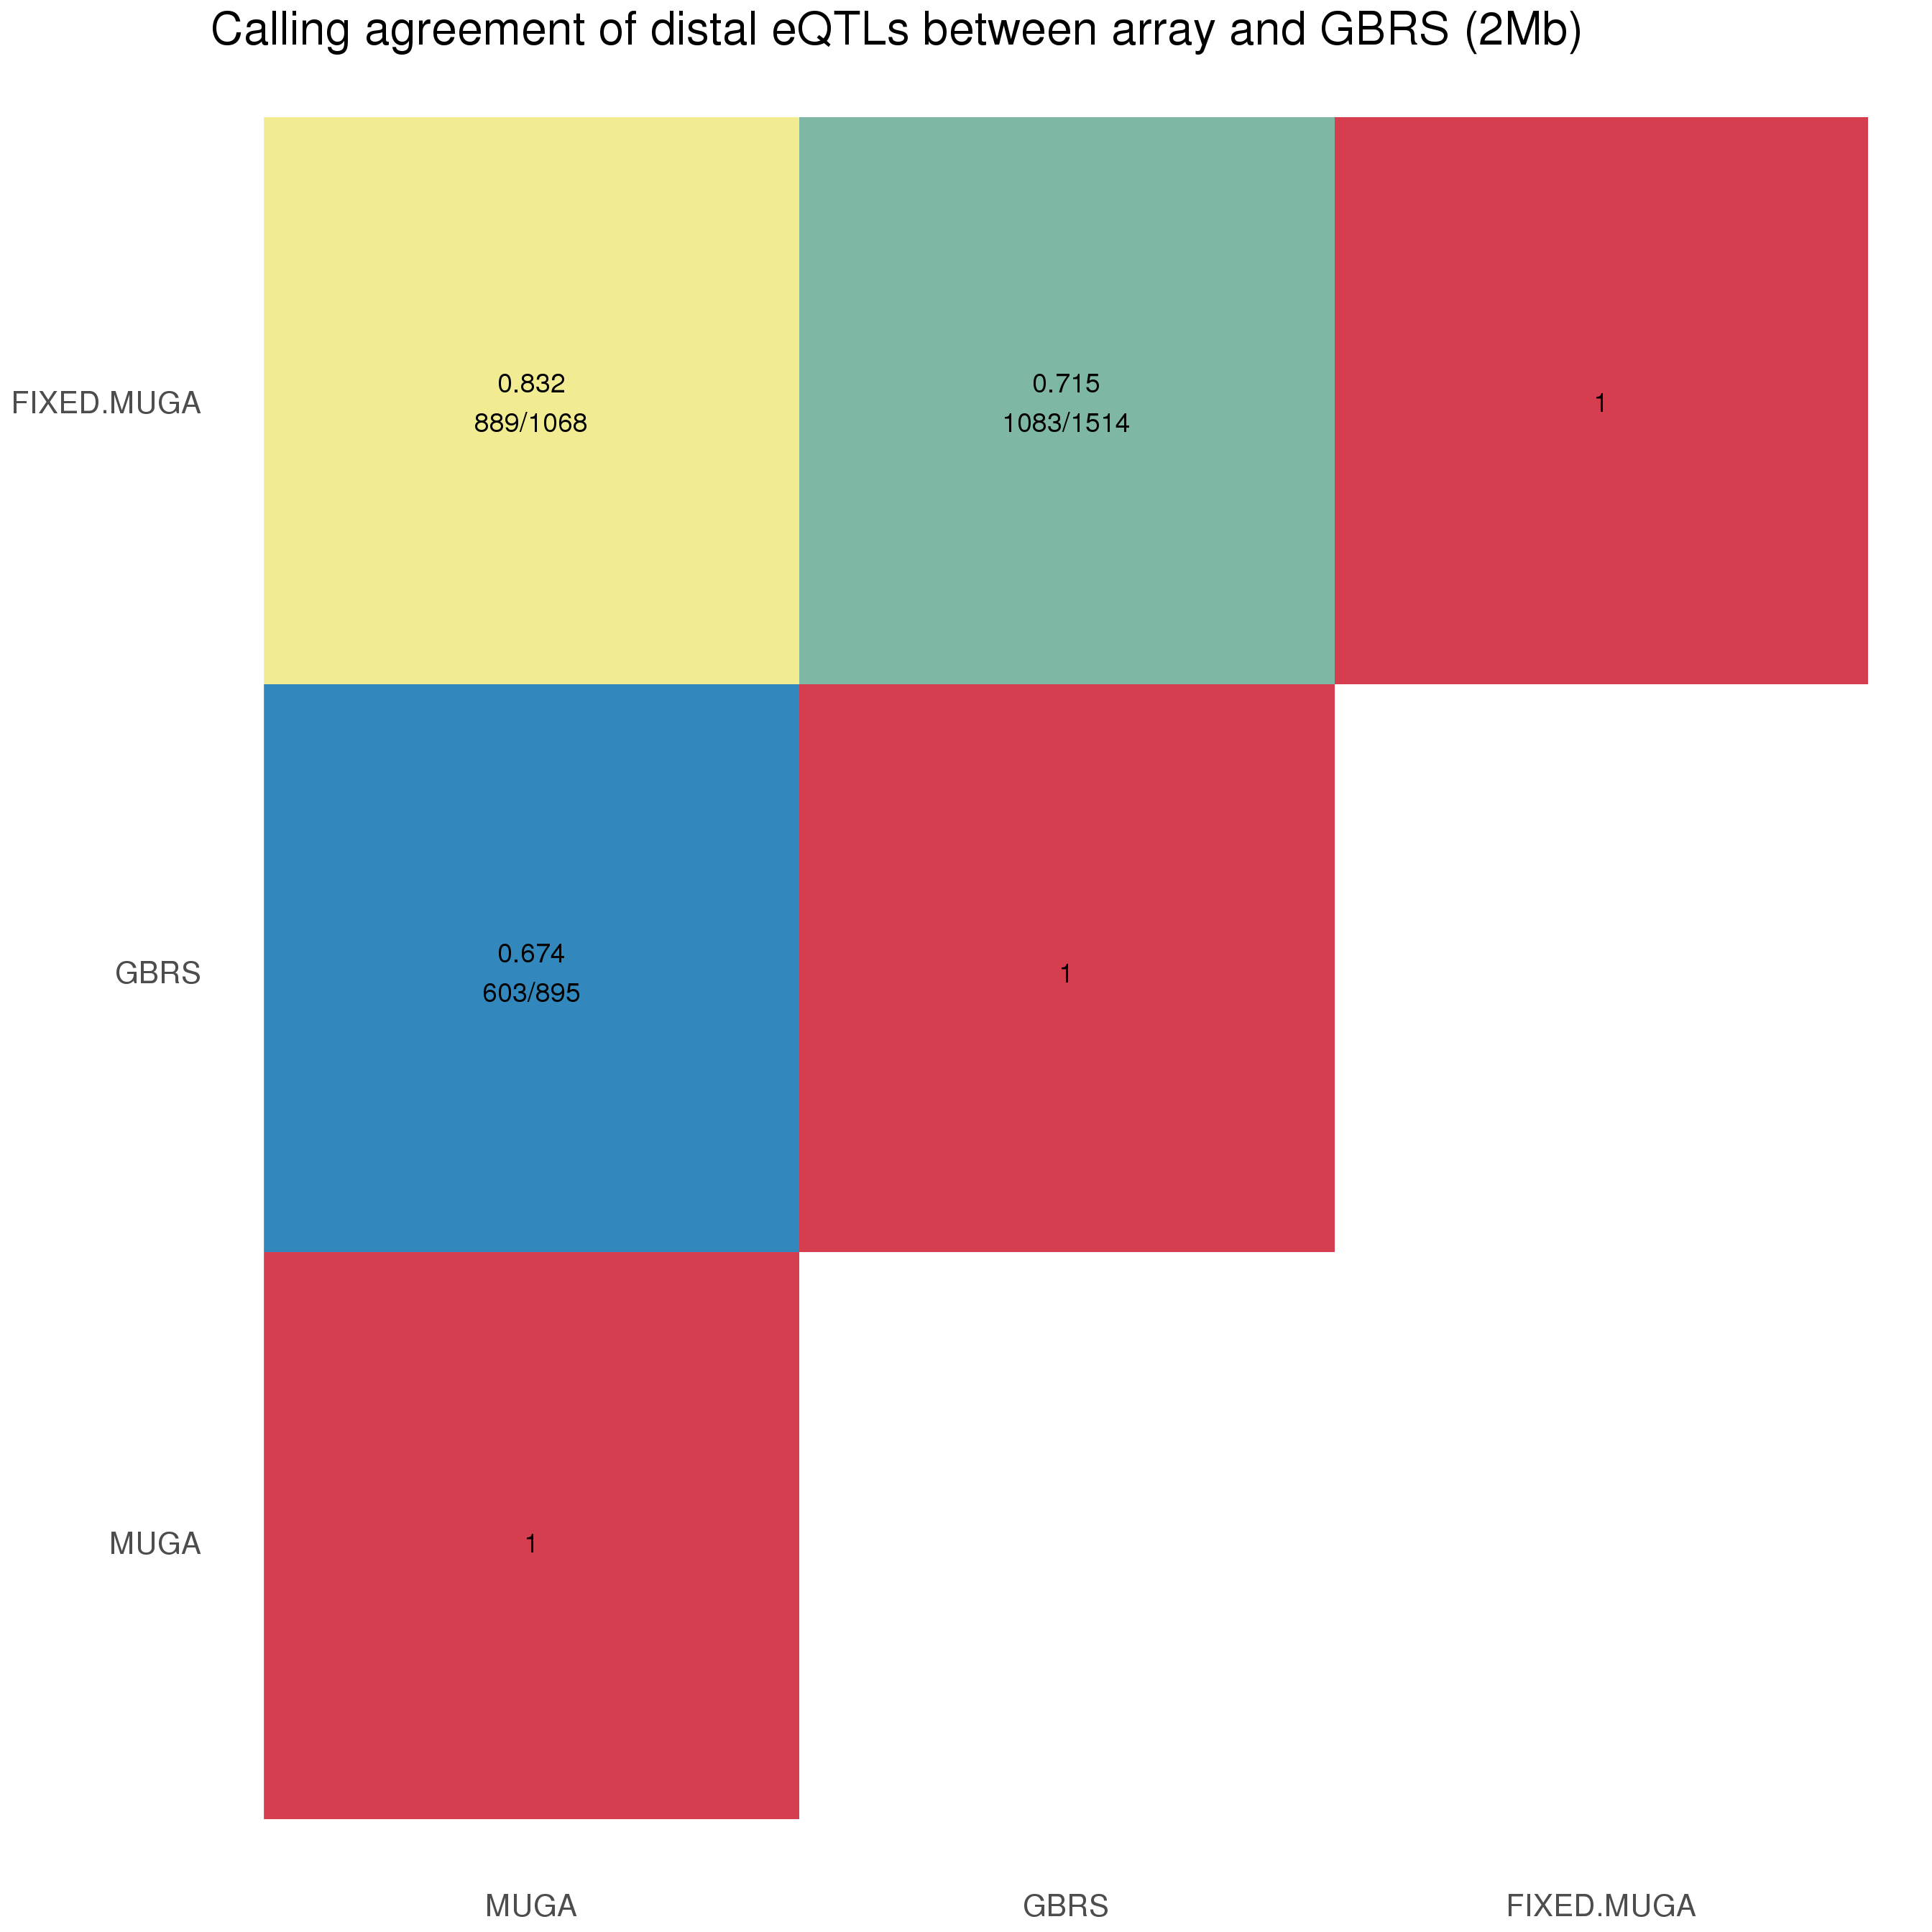 Calling agreement of distal eQTLs between array and GBRS (2Mb)
FIXED.MUGA
0.832
889/1068
0.715
1083/1514
1
GBRS
0.674
603/895
1
MUGA
1
MUGA
GBRS
FIXED.MUGA